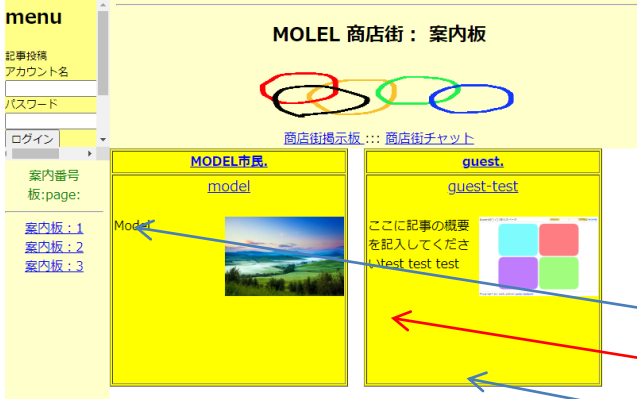 menu
記事投稿
アカウント名
パスワード
ログイン
案内番号
板:page:
案内板：1
案内板：2
案内板：3
MOLEL 商店街： 案内板
商店街掲示板 ::: 商店街チャット
MODEL市民.
model
Model
guest.
guest-test
ここに記事の概要
を記入してくださ
いtest test test